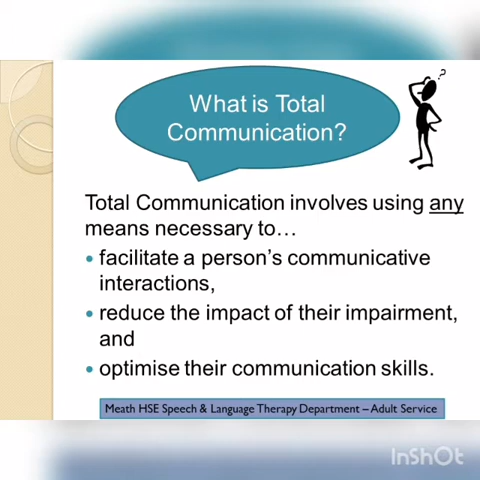 ?
What is Total
Communication?
Total Communication involves using any
means necessary to…
• facilitate a person's communicative
interactions,
• reduce the impact of their impairment,
and
• optimise their communication skills.
Meath HSE Speech & Language Therapy Department – Adult Service
InShOt